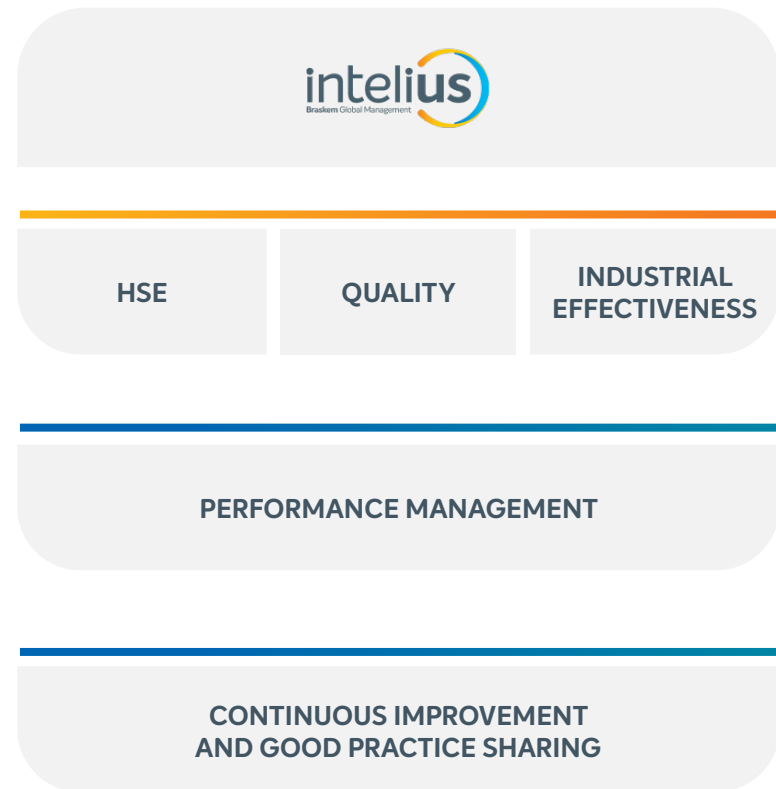 intelius
Braskem Global Management
HSE
QUALITY
INDUSTRIAL
EFFECTIVENESS
PERFORMANCE MANAGEMENT
CONTINUOUS IMPROVEMENT
AND GOOD PRACTICE SHARING